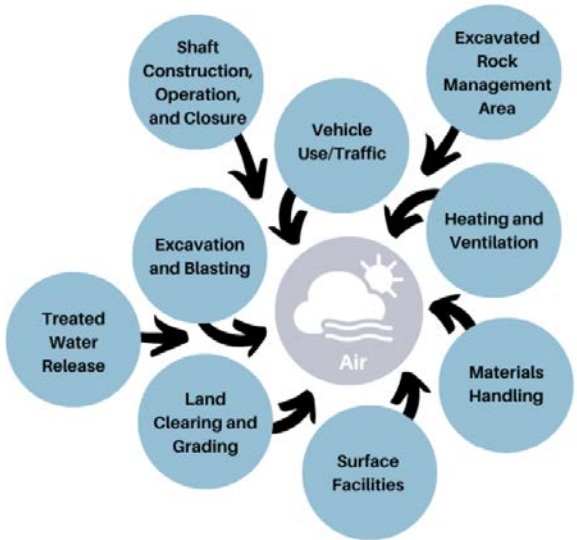 Shaft
Construction,
Operation,
and Closure
Excavated
Rock
Management
Area
Vehicle
Use/Traffic
Heating and
Ventilation
Excavation
and Blasting
Treated
Water
Release
Air
Materials
Handling
Land
Clearing and
Grading
Surface
Facilities